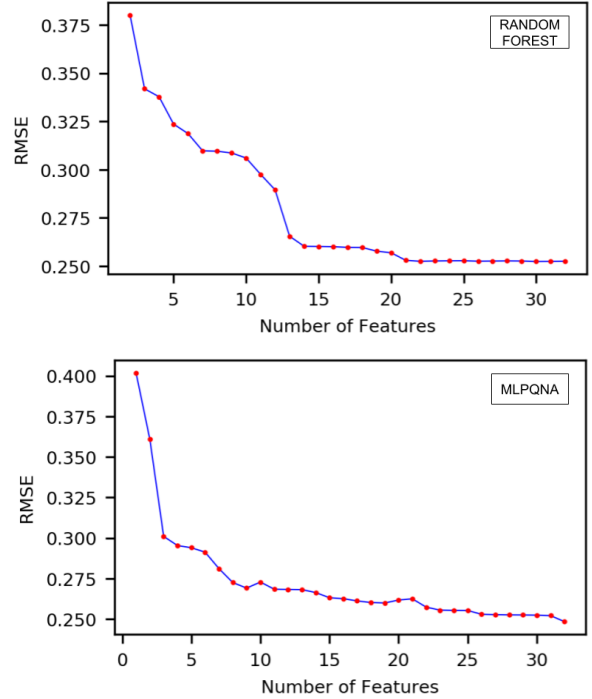 0.375
0.350
0.325
0.300
0.275
0.250
RMSE
RANDOM
FOREST
5 10 15 20 25 30
Number of Features
0.400
0.375
0.350
0.325
0.300
0.275
0.250
RMSE
MLPQNA
0 5 10 15 20 25 30
Number of Features